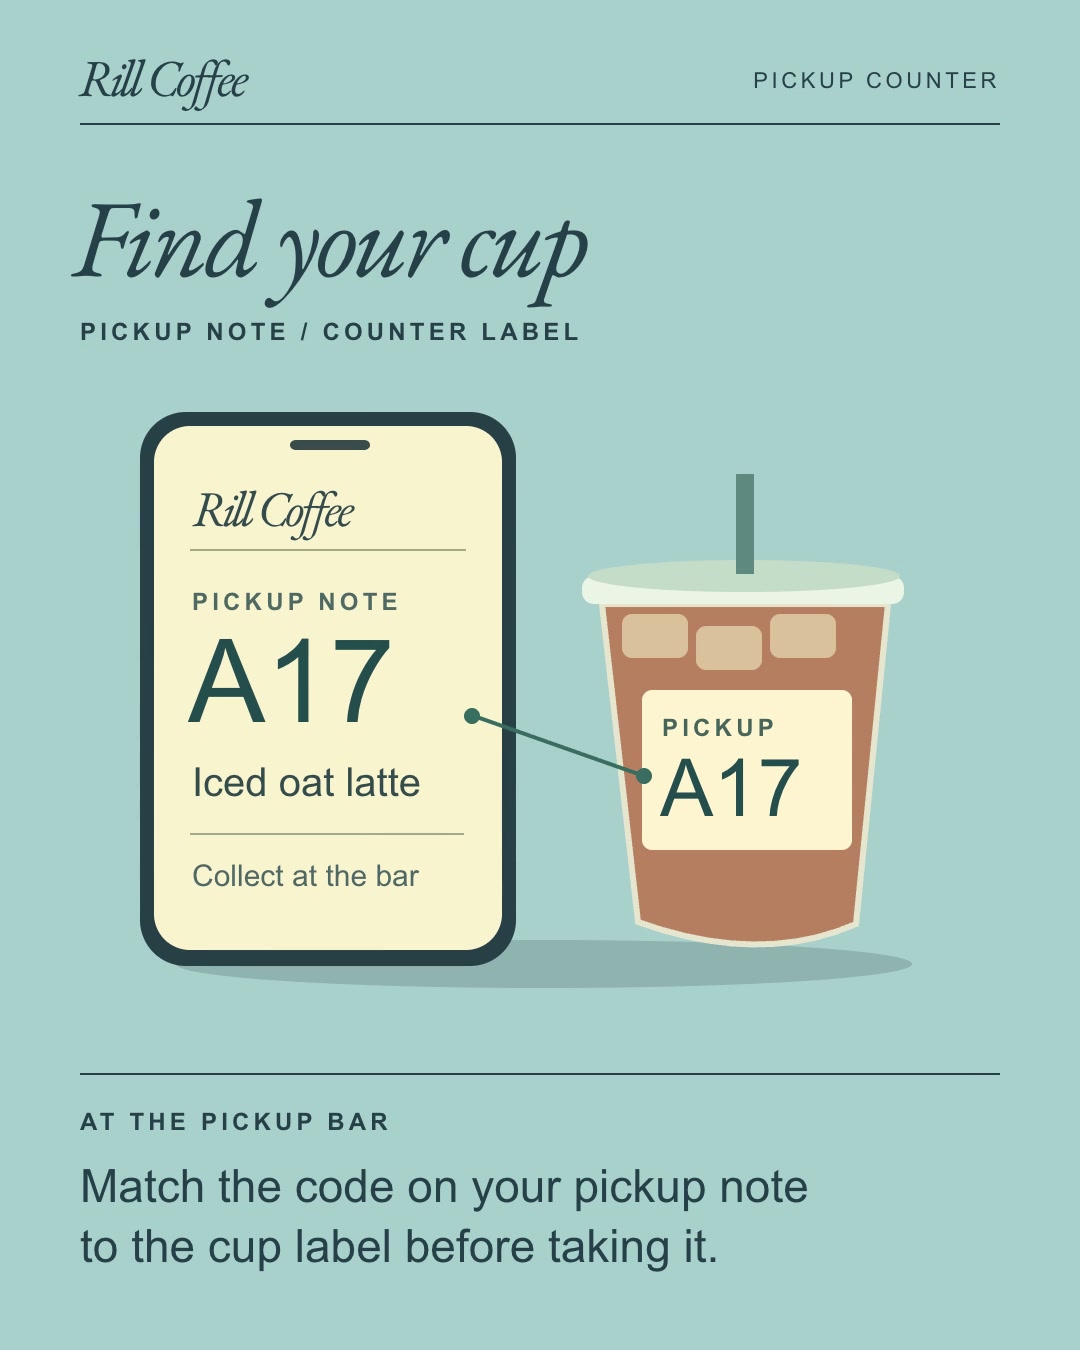 Rill Coffee
PICKUP COUNTER
Find your cup
PICKUP NOTE / COUNTER LABEL
Rill Coffee
PICKUP NOTE
A17
Iced oat latte
Collect at the bar
PICKUP
A17
AT THE PICKUP BAR
Match the code on your pickup note
to the cup label before taking it.